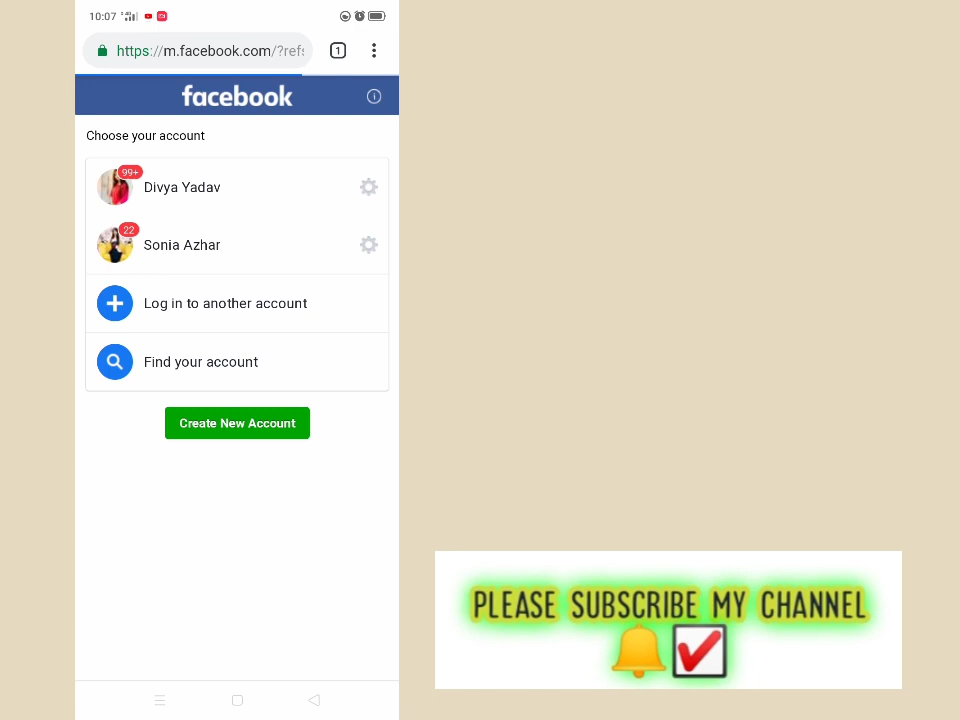 10:07
1
https://m.facebook.com/?refs
facebook
Choose your account
99+
Divya Yadav
22
Sonia Azhar
Log in to another account
Find your account
Create New Account
PLEASE SUBSCRIBE MY CHANNEL